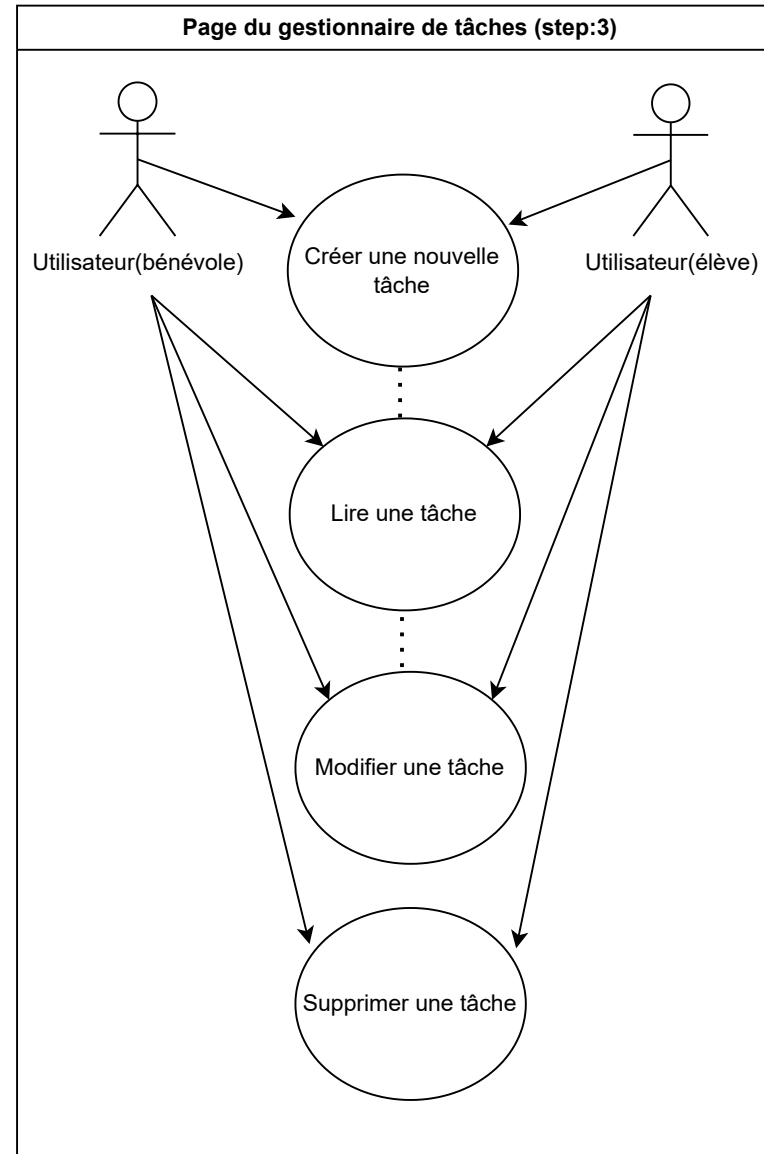 Page du gestionnaire de tâches (step:3)
Utilisateur(bénévole)
Utilisateur(élève)
Créer une nouvelle
tâche
Lire une tâche
Modifier une tâche
Supprimer une tâche